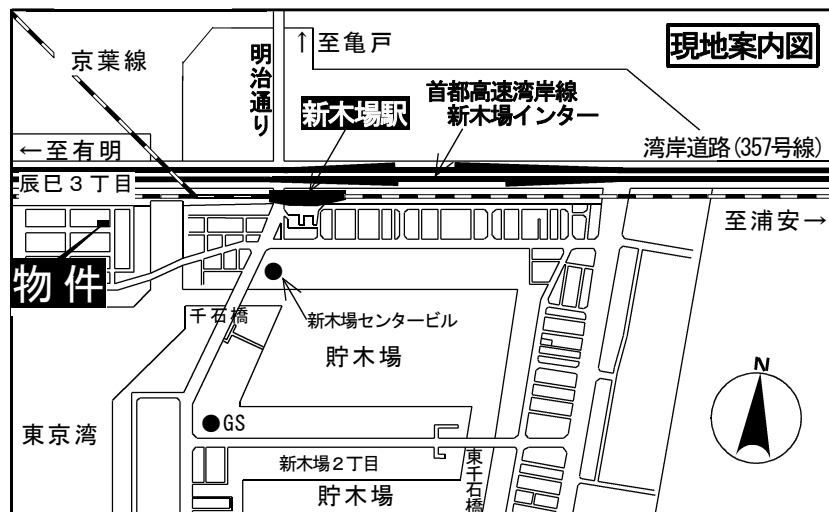 現地案内図
京葉線
明治通り
↑至亀戸
新木場駅
首都高速湾岸線
新木場インター
湾岸道路(357号線)
←至有明
辰巳3丁目
至浦安→
物件
千石橋
新木場センタービル
貯木場
N
東京湾
GS
新木場2丁目
東千石橋
貯木場